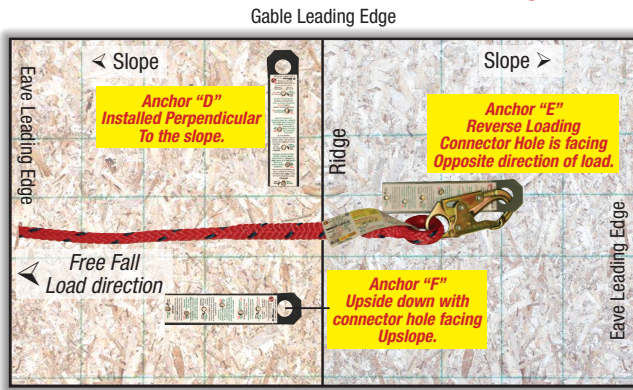 Gable Leading Edge
< Slope
Slope >
Eave Leading Edge
Anchor “D”
Installed Perpendicular
To the slope.
Ridge
Anchor “E”
Reverse Loading
Connector Hole is facing
Opposite direction of load.
Free Fall
< Load direction
Anchor “F”
Upside down with
connector hole facing
Upslope.
Eave Leading Edge